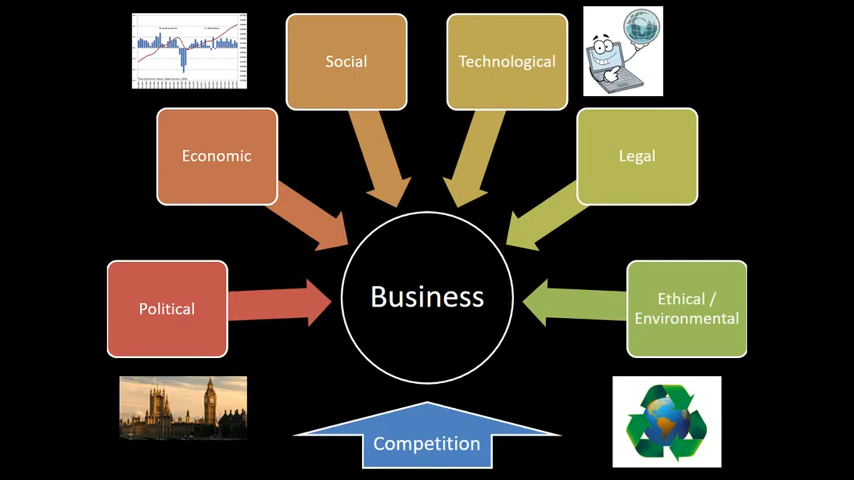 Social
Technological
Economic
Legal
Political
Business
Ethical /
Environmental
Competition